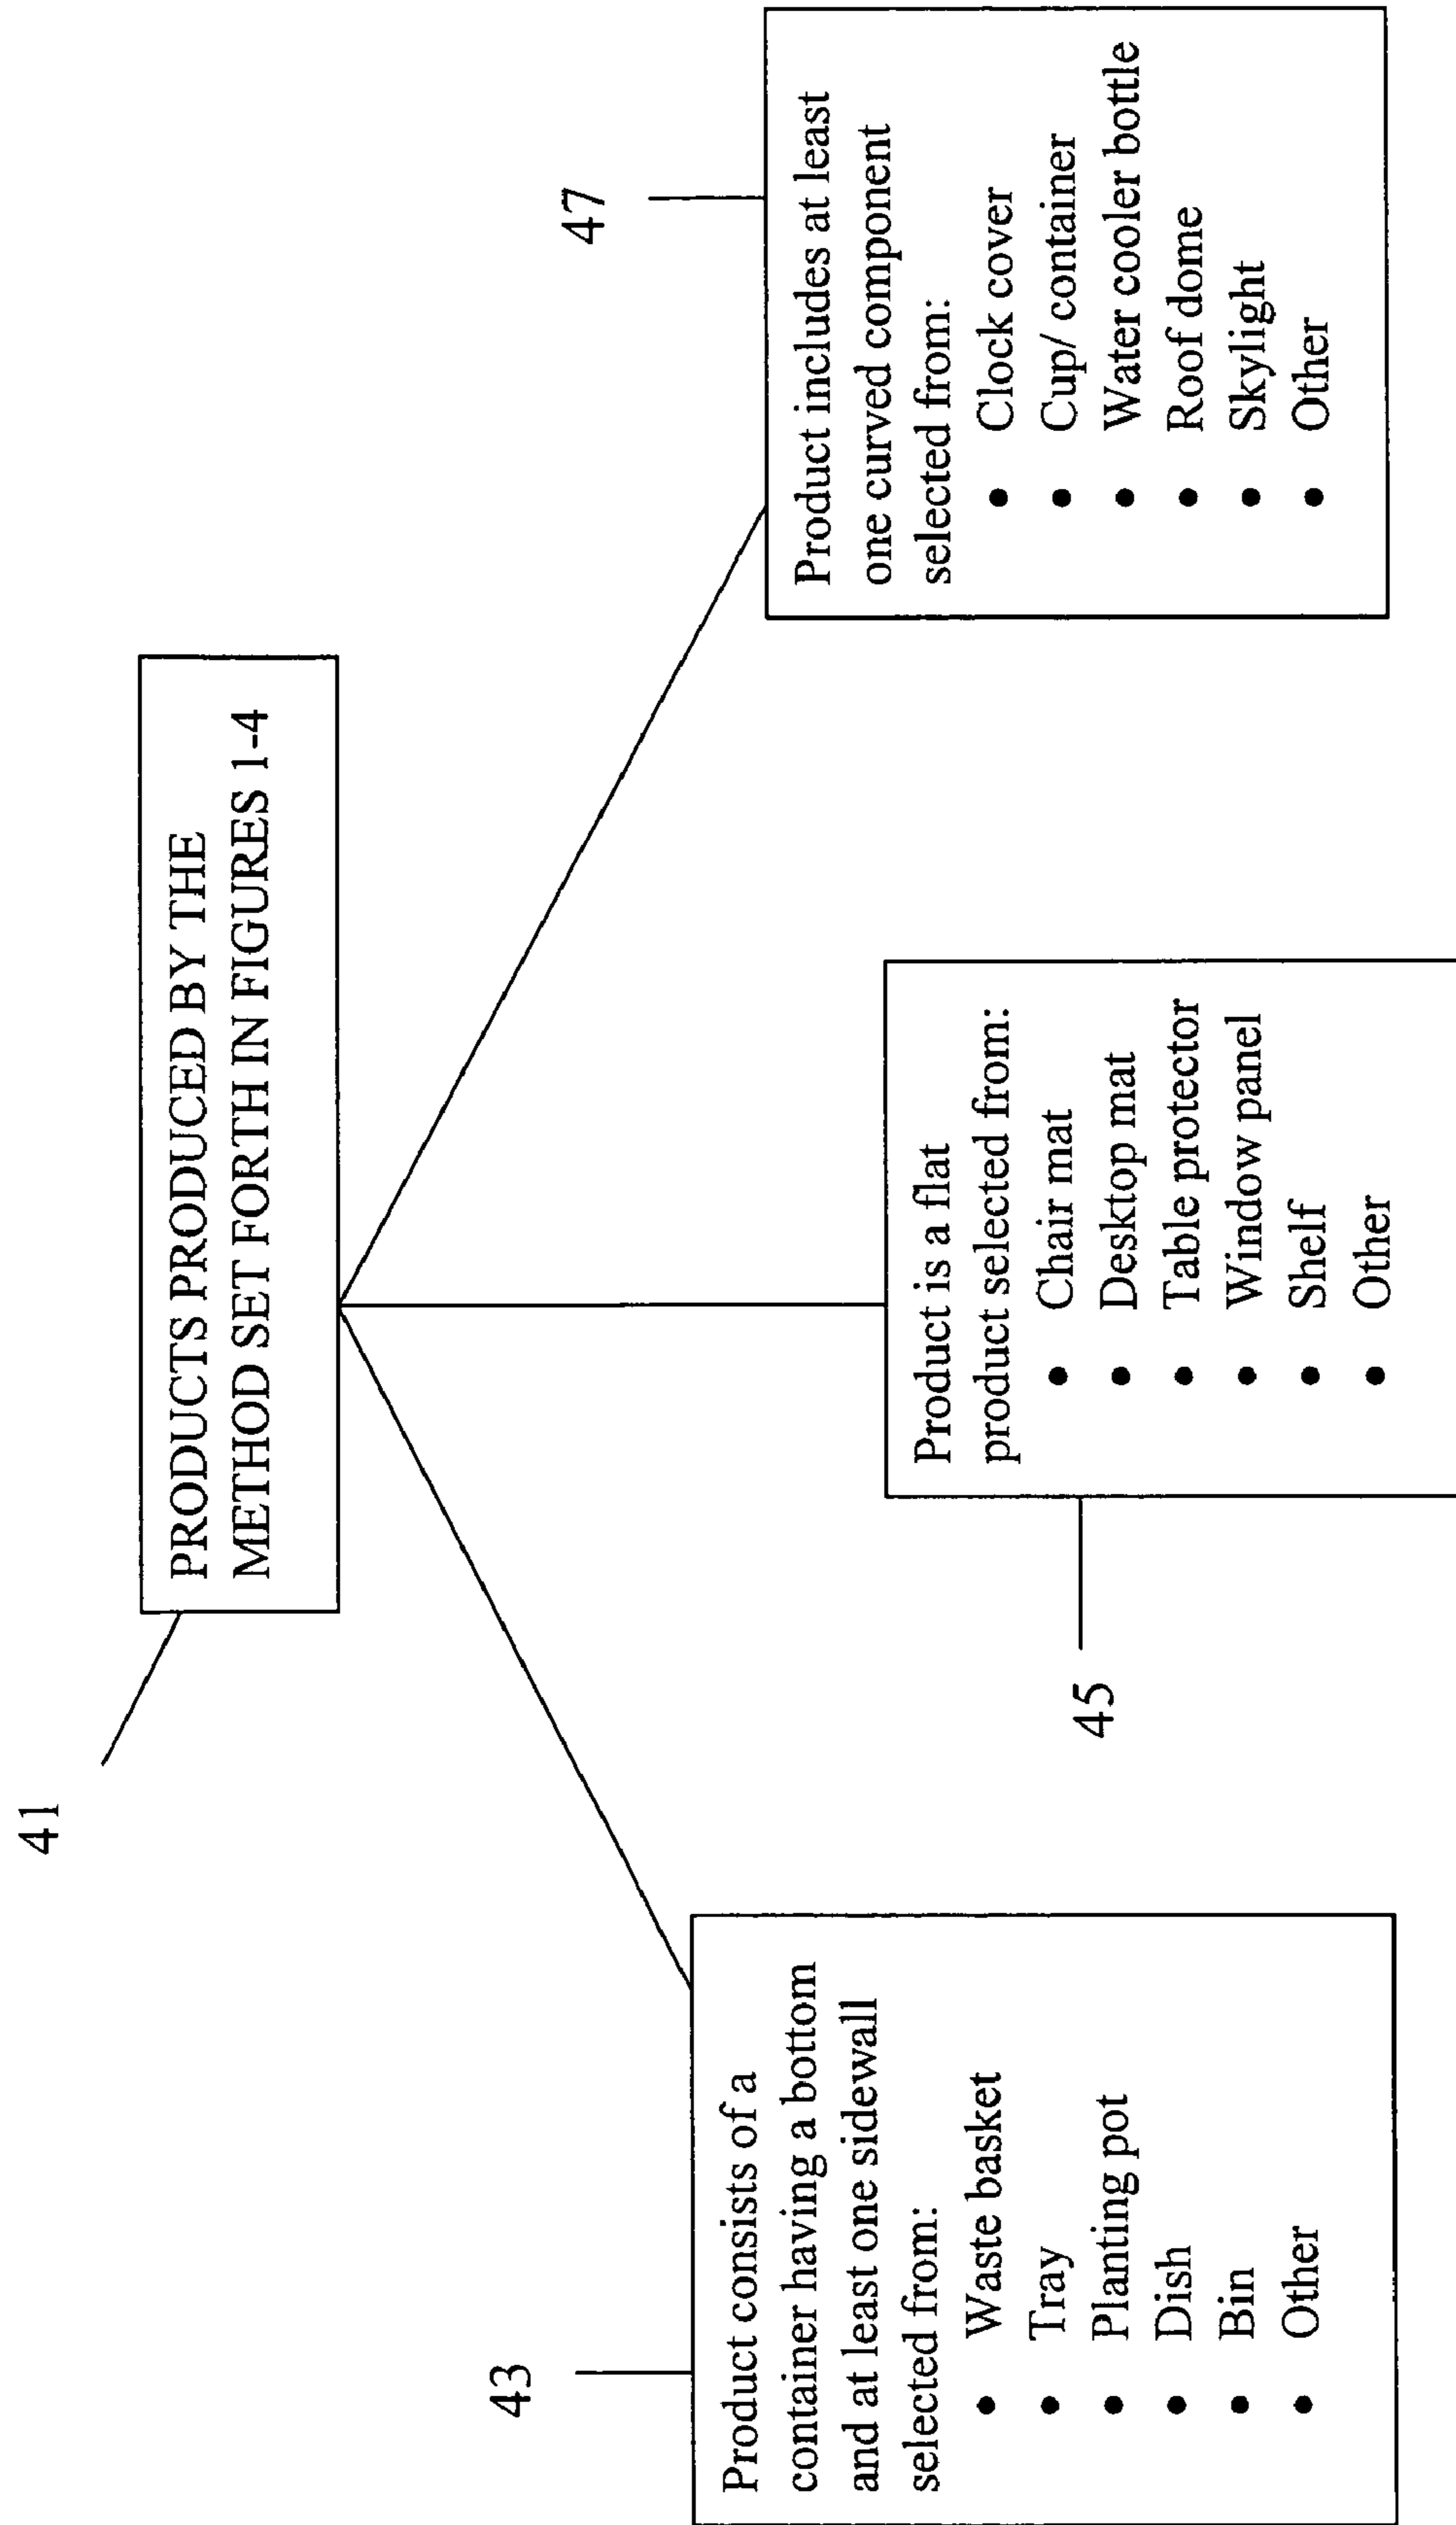 41
PRODUCTS PRODUCED BY THE
METHOD SET FORTH IN FIGURES 1-4
43
Product consists of a
container having a bottom
and at least one sidewall
selected from:
• Waste basket
• Tray
• Planting pot
• Dish
• Bin
• Other
45
Product is a flat
product selected from:
• Chair mat
• Desktop mat
• Table protector
• Window panel
• Shelf
• Other
47
Product includes at least
one curved component
selected from:
• Clock cover
• Cup/ container
• Water cooler bottle
• Roof dome
• Skylight
• Other